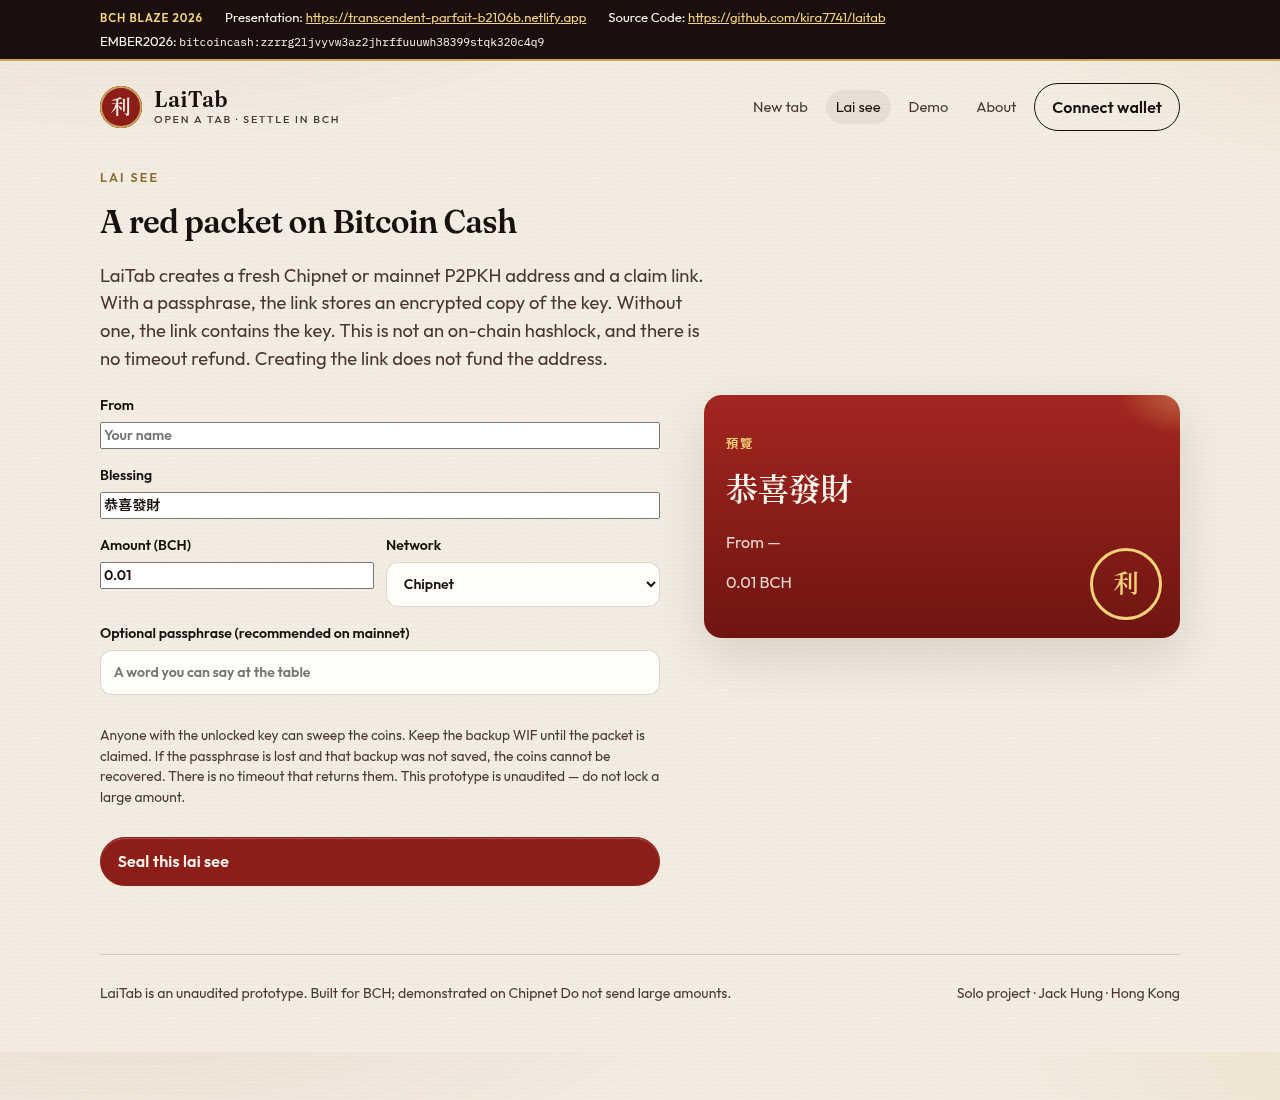 BCH BLAZE 2026 Presentation: https://transcendent-parfait-b2106b.netlify.app Source Code: https://github.com/kira7741/laitab
EMBER2026: bitcoincash:zzrrg2ljvyvw3az2jhrffuuuwh38399stqk320c4q9
利 LaiTab
OPEN A TAB · SETTLE IN BCH
New tab Lai see Demo About Connect wallet
LAI SEE
A red packet on Bitcoin Cash
LaiTab creates a fresh Chipnet or mainnet P2PKH address and a claim link.
With a passphrase, the link stores an encrypted copy of the key. Without
one, the link contains the key. This is not an on-chain hashlock, and there is
no timeout refund. Creating the link does not fund the address.
From
Your name
Blessing
恭喜發財
Amount (BCH) Network
0.01 Chipnet
Optional passphrase (recommended on mainnet)
A word you can say at the table
Anyone with the unlocked key can sweep the coins. Keep the backup WIF until the packet is
claimed. If the passphrase is lost and that backup was not saved, the coins cannot be
recovered. There is no timeout that returns them. This prototype is unaudited — do not lock a
large amount.
Seal this lai see
預覽
恭喜發財
From —
0.01 BCH
利
LaiTab is an unaudited prototype. Built for BCH; demonstrated on Chipnet Do not send large amounts.
Solo project · Jack Hung · Hong Kong